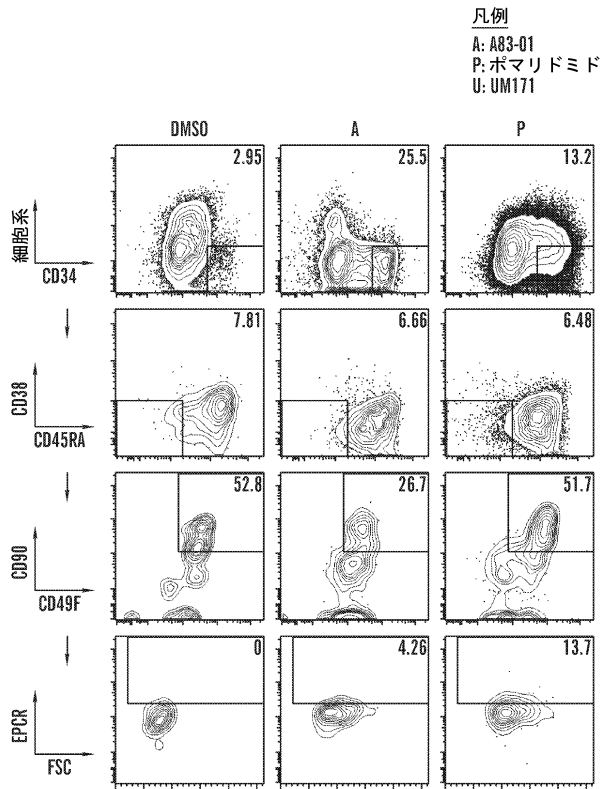 凡例
A: A83-01
P: ポマリドミド
U: UM171
DMSO A P
2.95 25.5 13.2
細胞系
CD34
7.81 6.66 6.48
CD38
CD45RA
52.8 26.7 51.7
CD90
CD49F
0 4.26 13.7
EPCR
FSC